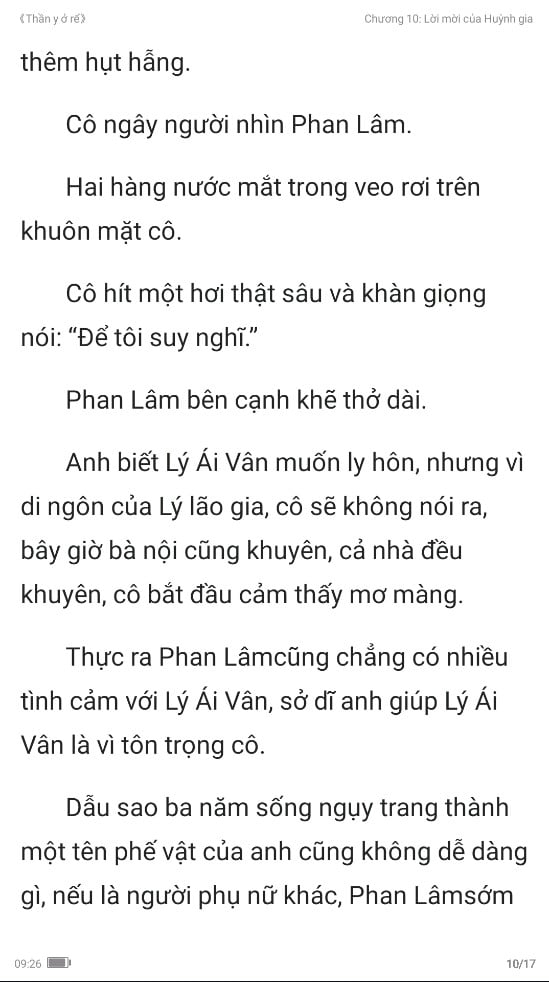 《Thần y ở rể》
Chương 10: Lời mời của Huỳnh gia
thêm hụt hẫng.
Cô ngây người nhìn Phan Lâm.
Hai hàng nước mắt trong veo rơi trên
khuôn mặt cô.
Cô hít một hơi thật sâu và khàn giọng
nói: “Để tôi suy nghĩ.”
Phan Lâm bên cạnh khẽ thở dài.
Anh biết Lý Ái Vân muốn ly hôn, nhưng vì
di ngôn của Lý lão gia, cô sẽ không nói ra,
bây giờ bà nội cũng khuyên, cả nhà đều
khuyên, cô bắt đầu cảm thấy mơ màng.
Thực ra Phan Lâmcũng chẳng có nhiều
tình cảm với Lý Ái Vân, sở dĩ anh giúp Lý Ái
Vân là vì tôn trọng cô.
Dẫu sao ba năm sống ngụy trang thành
một tên phế vật của anh cũng không dễ dàng
gì, nếu là người phụ nữ khác, Phan Lâmsớm
09:26
10/17